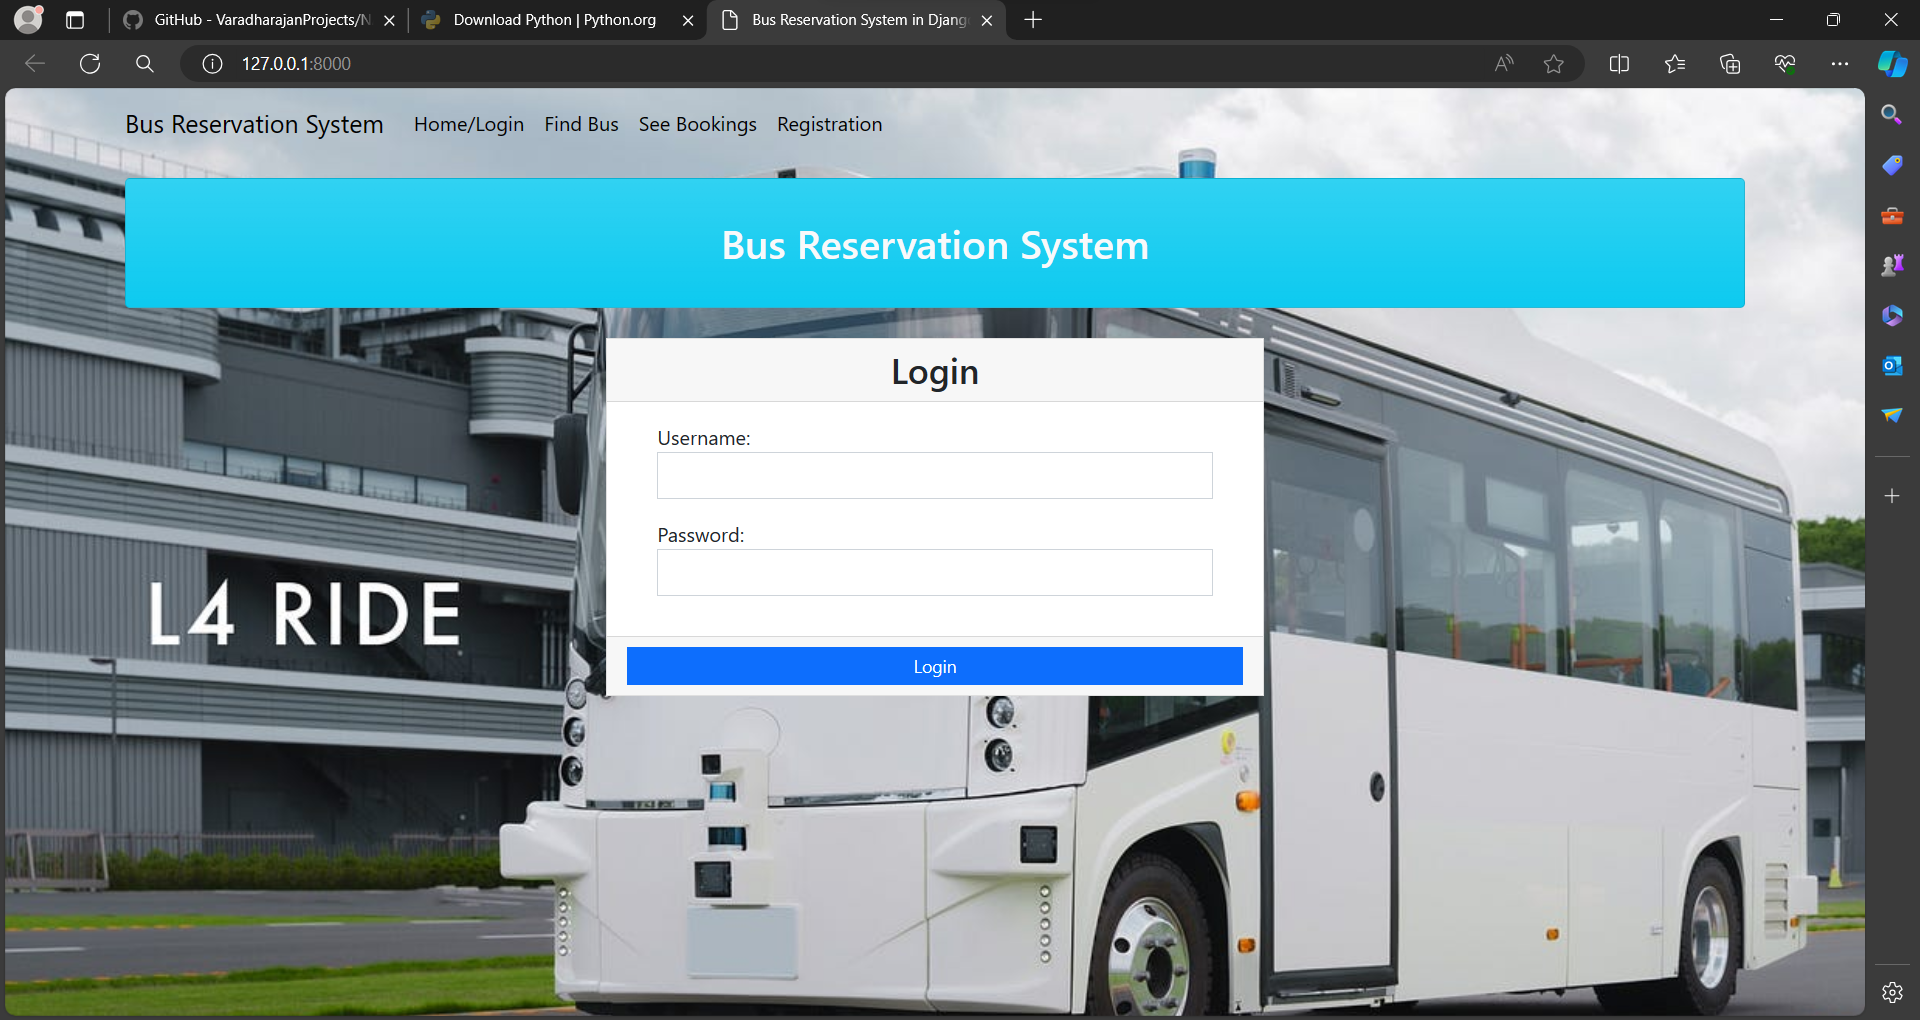 GitHub - VaradharajanProjects/N
Download Python | Python.org
Bus Reservation System in Djang
127.0.0.1:8000
Bus Reservation System Home/Login Find Bus See Bookings Registration
Bus Reservation System
Login
Username:
Password:
L4 RIDE
Login